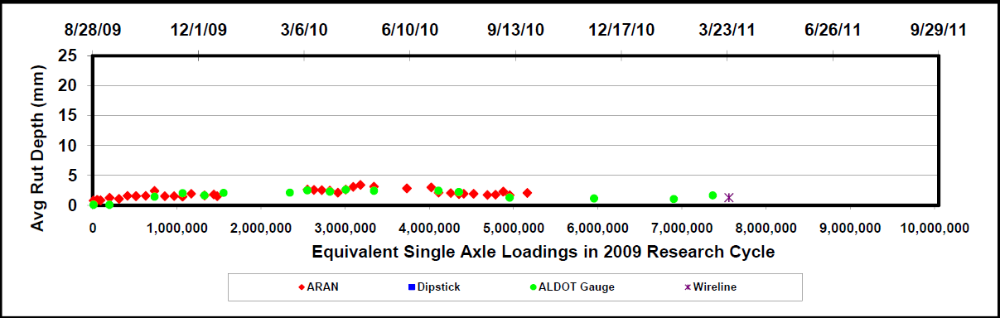 8/28/09 12/1/09 3/6/10 6/10/10 9/13/10 12/17/10 3/23/11 6/26/11 9/29/11
Avg Rut Depth (mm)
25
20
15
10
5
0
0 1,000,000 2,000,000 3,000,000 4,000,000 5,000,000 6,000,000 7,000,000 8,000,000 9,000,000 10,000,000
Equivalent Single Axle Loadings in 2009 Research Cycle
ARAN Dipstick ALDOT Gauge Wireline